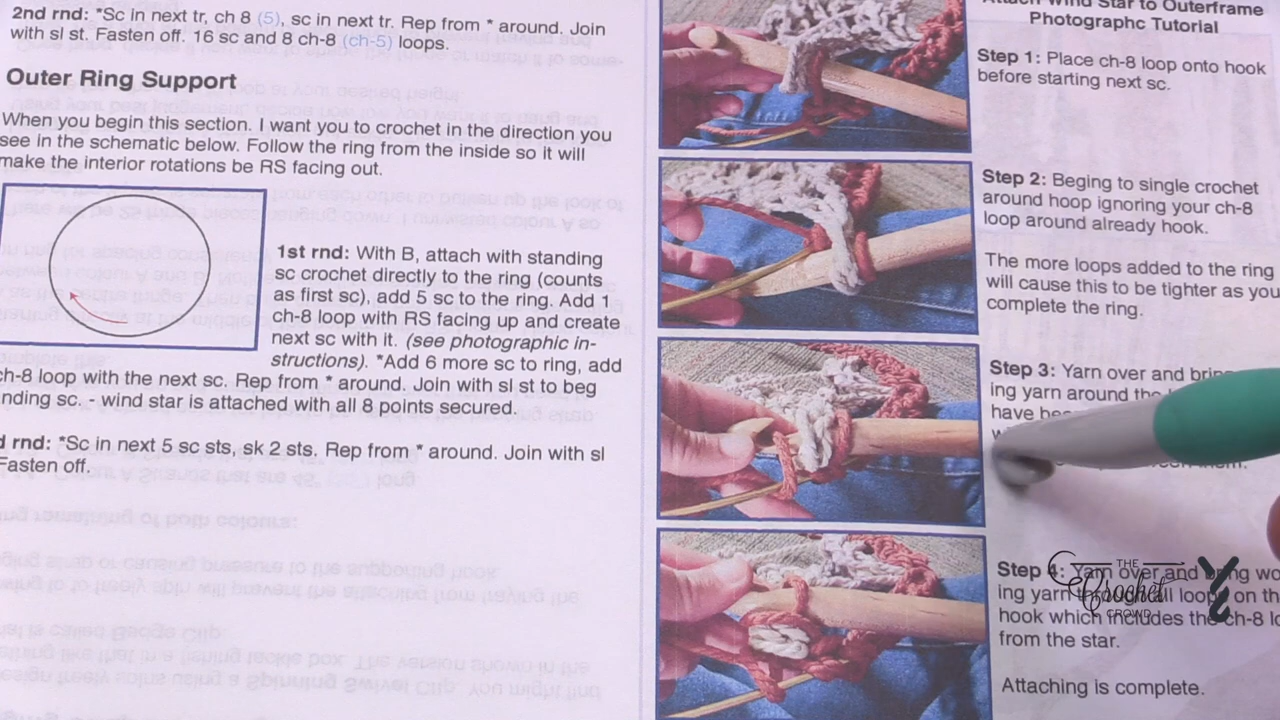 2nd rnd: *Sc in next tr, ch 8 (5), sc in next tr. Rep from * around. Join
with sl st. Fasten off. 16 sc and 8 ch-8 (ch-5) loops.
Outer Ring Support
When you begin this section. I want you to crochet in the direction you
see in the schematic below. Follow the ring from the inside so it will
make the interior rotations be RS facing out.
1st rnd: With B, attach with standing
sc crochet directly to the ring (counts
as first sc), add 5 sc to the ring. Add 1
ch-8 loop with RS facing up and create
next sc with it. (see photographic in-
structions). *Add 6 more sc to ring, add
ch-8 loop with the next sc. Rep from * around. Join with sl st to beg
nding sc. - wind star is attached with all 8 points secured.
d rnd: *Sc in next 5 sc sts, sk 2 sts. Rep from * around. Join with sl
Fasten off.
Attach Wind Star to Outerframe
Photographc Tutorial
Step 1: Place ch-8 loop onto hook
before starting next sc.
Step 2: Beging to single crochet
around hoop ignoring your ch-8
loop around already hook.
The more loops added to the ring
will cause this to be tighter as you
complete the ring.
Step 3: Yarn over and bring
ing yarn around the
have
them.
Step 4: Yarn over and bring wo
ing yarn through all loops on th
hook which includes the ch-8 lo
from the star.
Attaching is complete.
THE
Crochet
CROWD